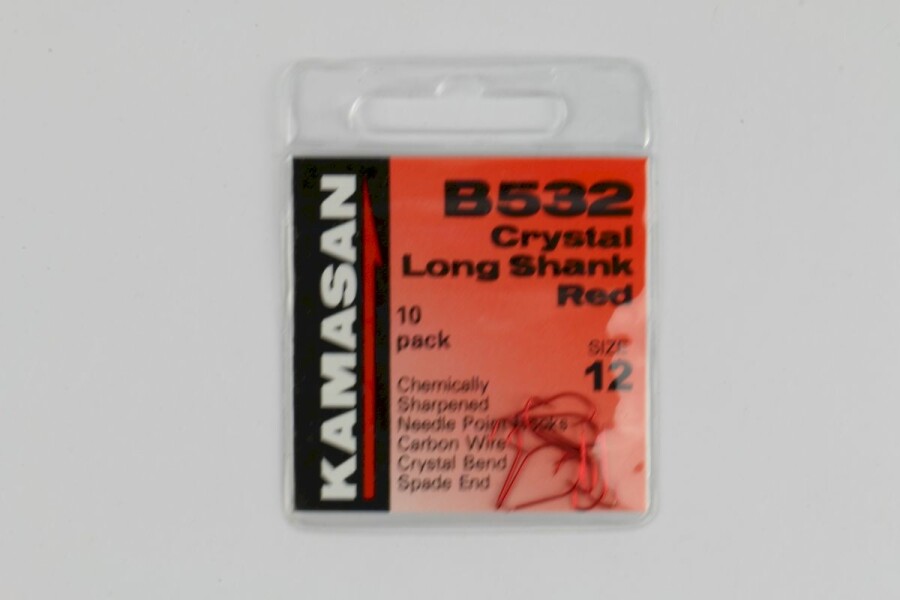 KAMASAN
B532
Crystal
Long Shank
Red
10
pack
SIZE
12
Chemically
Sharpened
Needle Point Hooks
Carbon Wire
Crystal Bend
Spade End